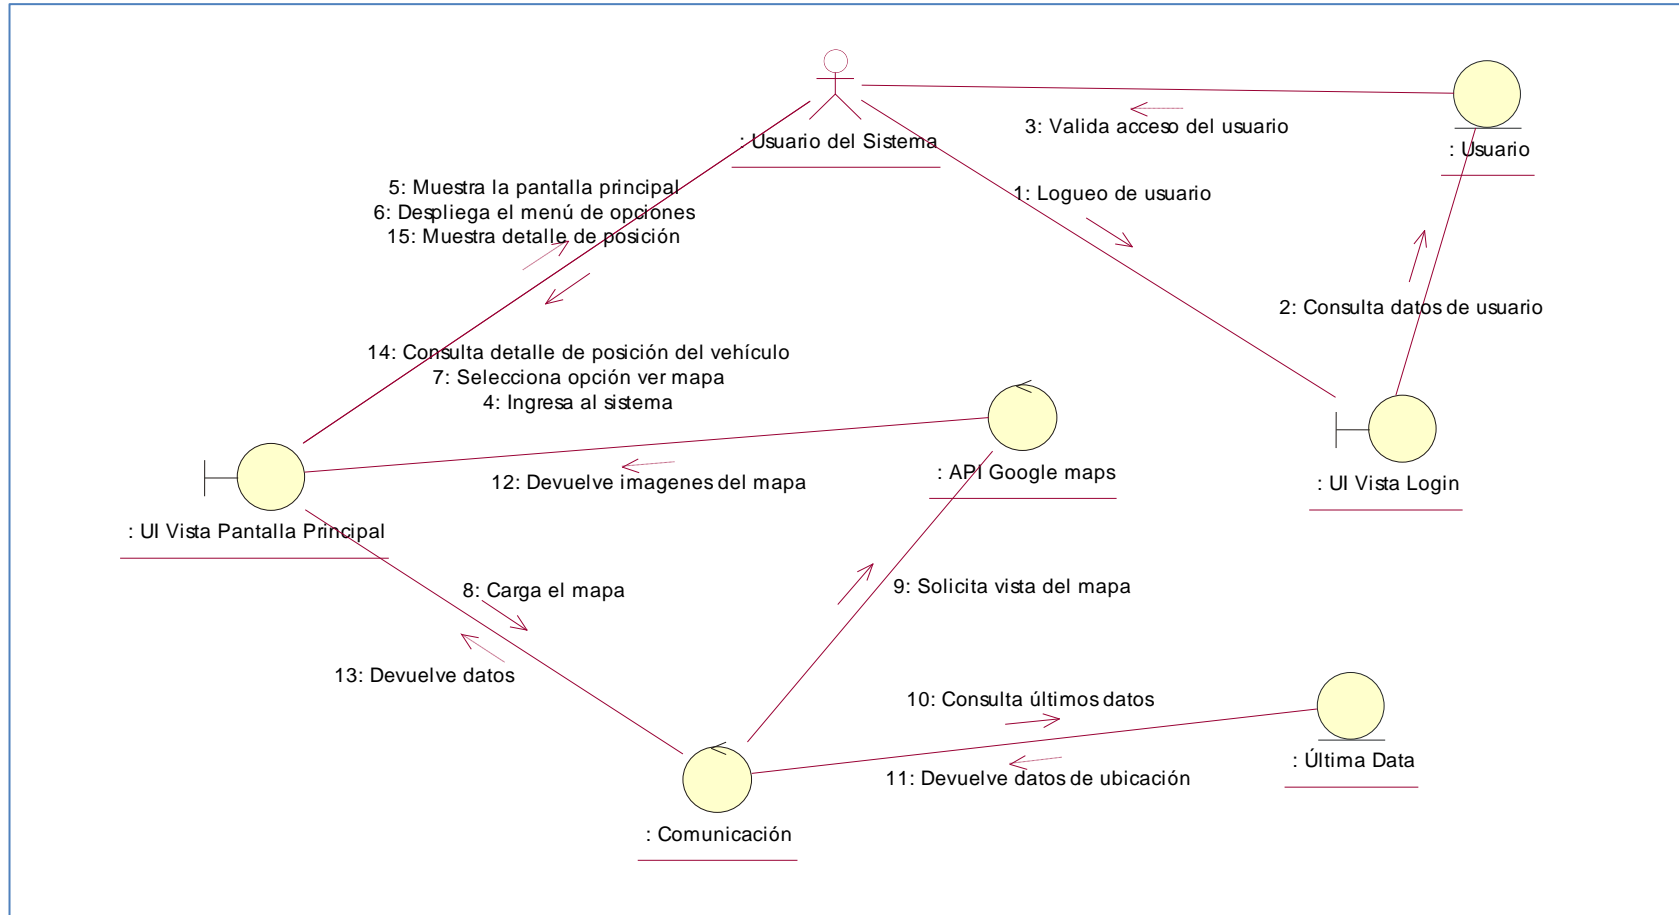 3: Valida acceso del usuario
: Usuario del Sistema
: Usuario
5: Muestra la pantalla principal
6: Despliega el menú de opciones
15: Muestra detalle de posición
1: Logueo de usuario
2: Consulta datos de usuario
14: Consulta detalle de posición del vehículo
7: Selecciona opción ver mapa
4: Ingresa al sistema
12: Devuelve imagenes del mapa
: API Google maps
: UI Vista Login
: UI Vista Pantalla Principal
8: Carga el mapa
9: Solicita vista del mapa
13: Devuelve datos
10: Consulta últimos datos
11: Devuelve datos de ubicación
: Última Data
: Comunicación